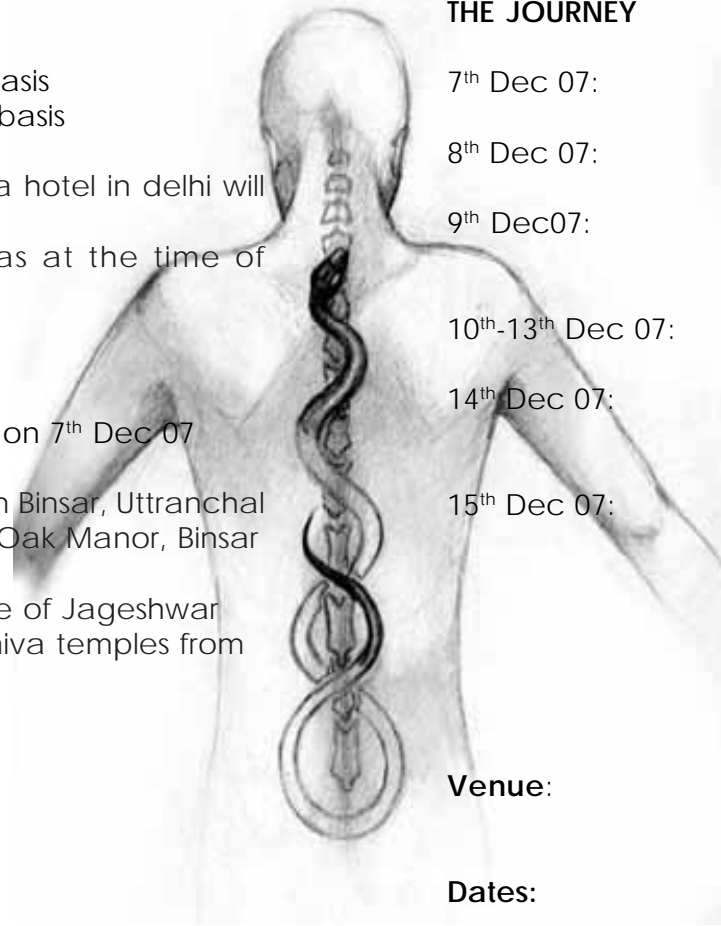 asis
basis
a hotel in delhi will
as at the time of
on 7th Dec 07
n Binsar, Uttranchal
Oak Manor, Binsar
e of Jageshwar
hiva temples from
THE JOURNEY
7th Dec 07:
8th Dec 07:
9th Dec07:
10th-13th Dec 07:
14th Dec 07:
15th Dec 07:
Venue:
Dates: